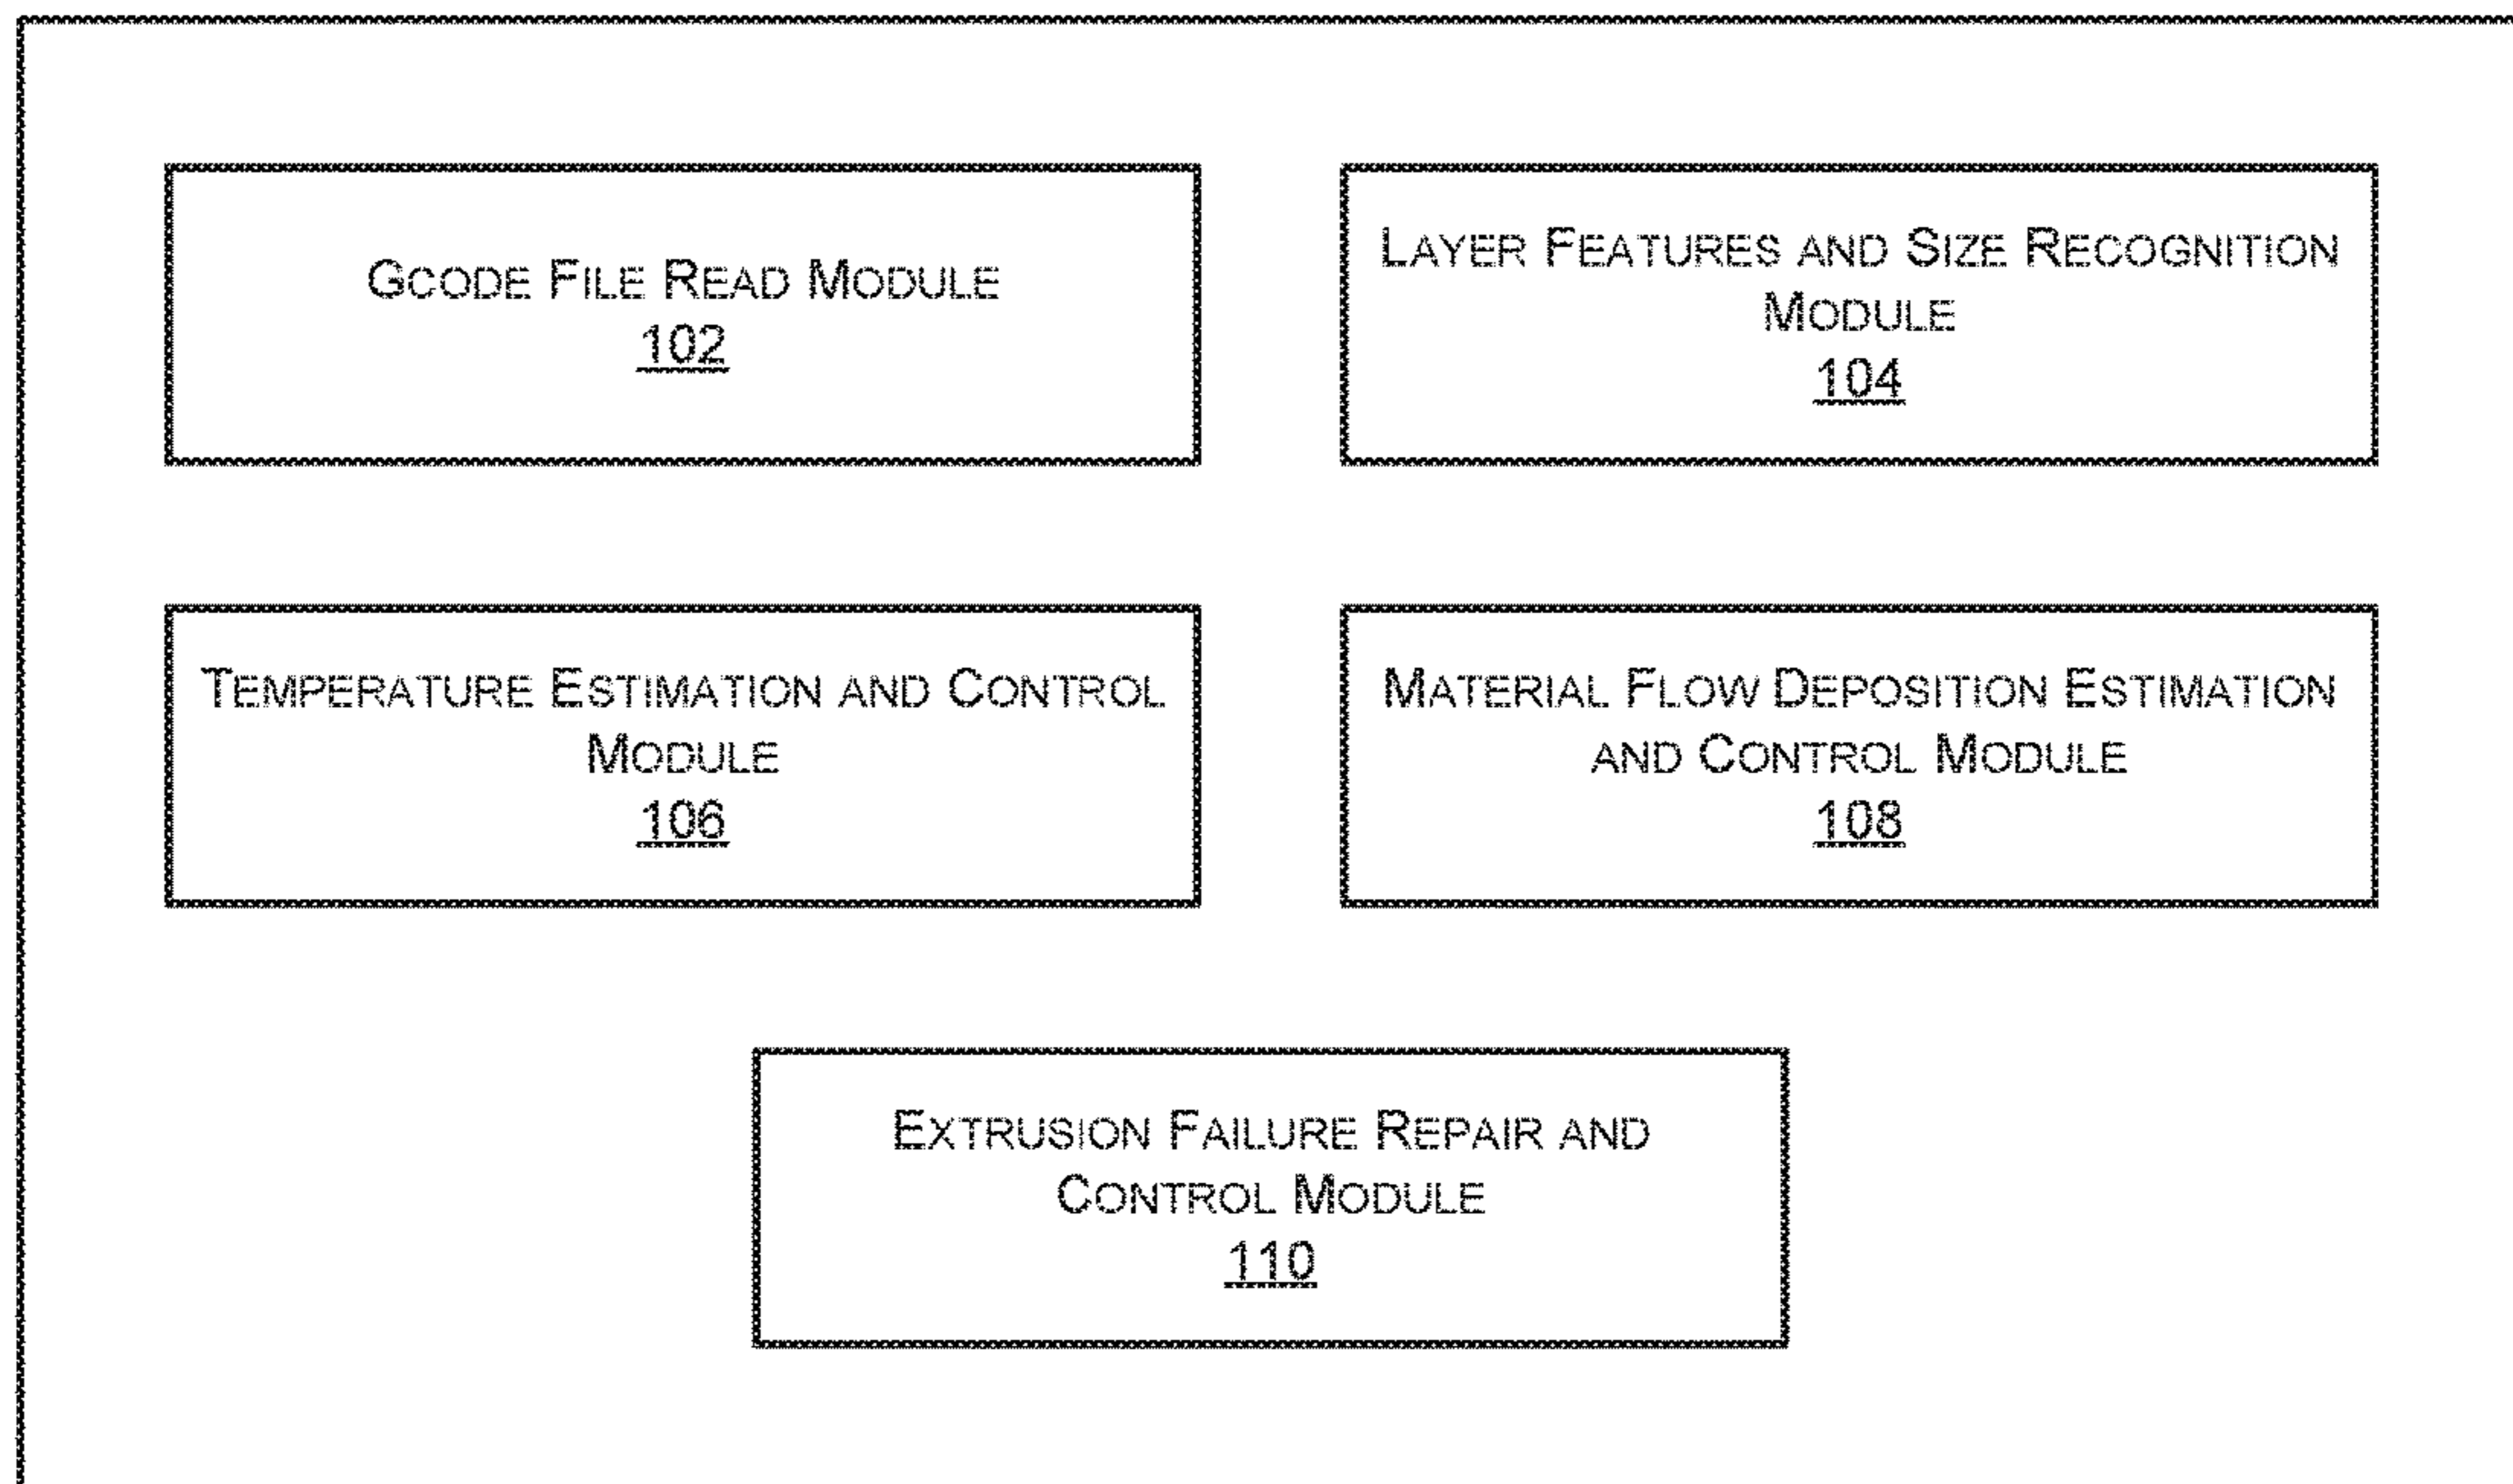 GCODE FILE READ MODULE
102
LAYER FEATURES AND SIZE RECOGNITION
MODULE
104
TEMPERATURE ESTIMATION AND CONTROL
MODULE
106
MATERIAL FLOW DEPOSITION ESTIMATION
AND CONTROL MODULE
108
EXTRUSION FAILURE REPAIR AND
CONTROL MODULE
110